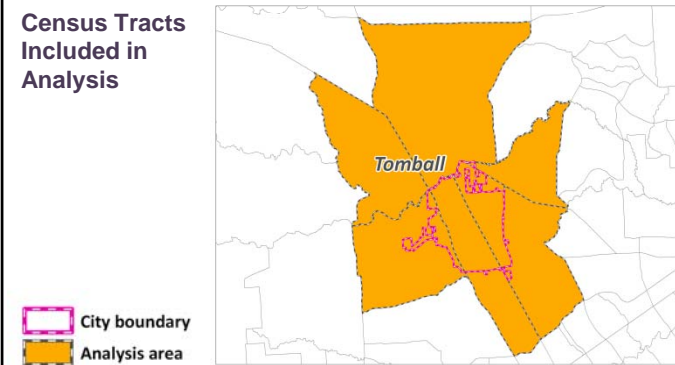 Census Tracts
Included in
Analysis
Tomball
City boundary
Analysis area